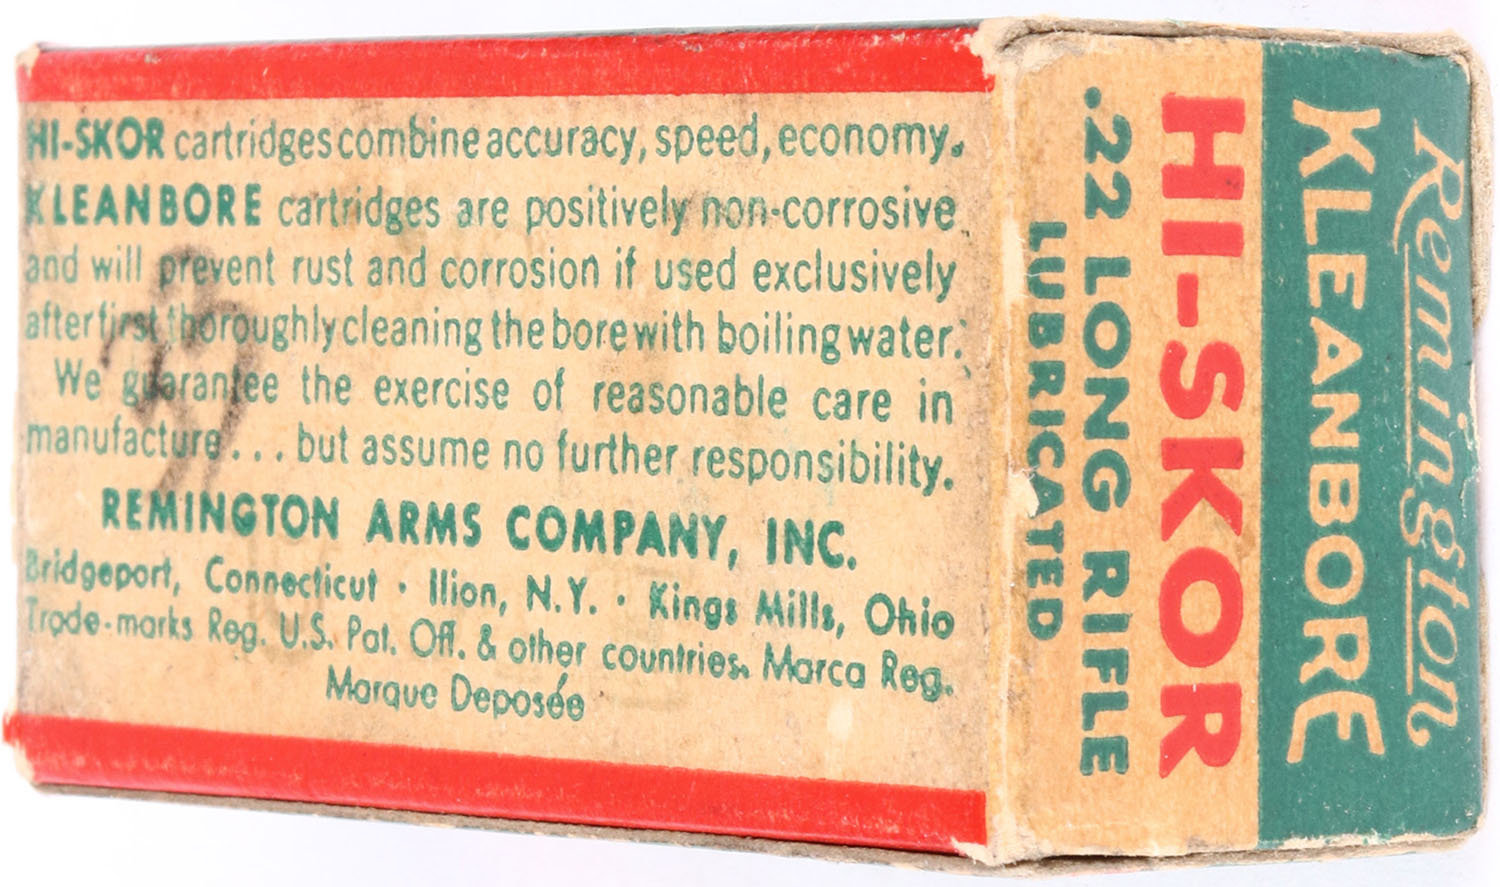 HI-SKOR cartridges combine accuracy, speed, economy.
KLEANBORE cartridges are positively non-corrosive
and will prevent rust and corrosion if used exclusively
after first thoroughly cleaning the bore with boiling water.
We guarantee the exercise of reasonable care in
manufacture... but assume no further responsibility.
REMINGTON ARMS COMPANY, INC.
Bridgeport, Connecticut · Ilion, N.Y. · Kings Mills, Ohio
Trade-marks Reg. U.S. Pat. Off. & other countries. Marca Reg.
Marque Deposée
Remington
KLEANBORE
HI-SKOR
.22 LONG RIFLE
LUBRICATED